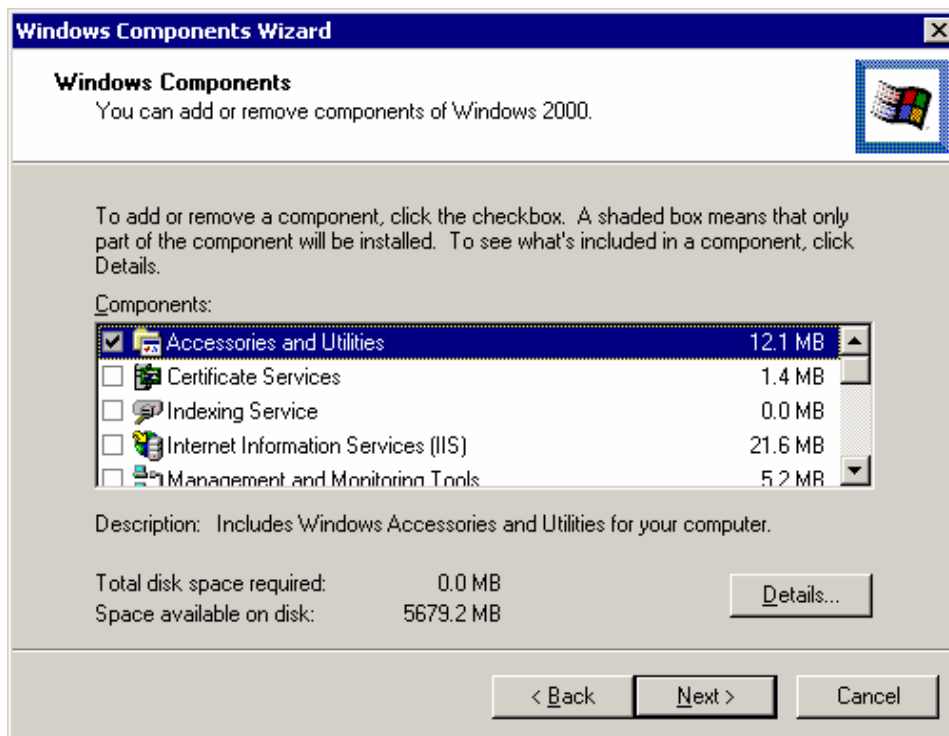 Windows Components Wizard
Windows Components
You can add or remove components of Windows 2000.
To add or remove a component, click the checkbox. A shaded box means that only
part of the component will be installed. To see what's included in a component, click
Details.
Components:
Accessories and Utilities 12.1 MB
Certificate Services 1.4 MB
Indexing Service 0.0 MB
Internet Information Services (IIS) 21.6 MB
Management and Monitoring Tools 5.2 MB
Description: Includes Windows Accessories and Utilities for your computer.
Total disk space required: 0.0 MB
Space available on disk: 5679.2 MB
Details...
< Back Next > Cancel